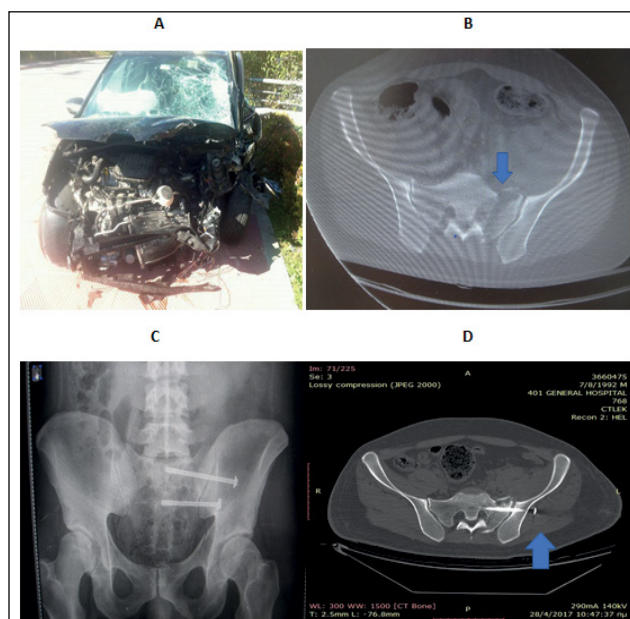 A
B
C
D
Im: 71/225
Se: 3
Lossy compression (JPEG 2000)
A
3660475
7/8/1992 M
401 GENERAL HOSPITAL
768
CTLEK
Recon 2: HEL
R
L
WL: 300 WW: 1500 [CT Bone]
T: 2.5mm L: -76.8mm
P
290mA 140kV
28/4/2017 10:47:37 πμ